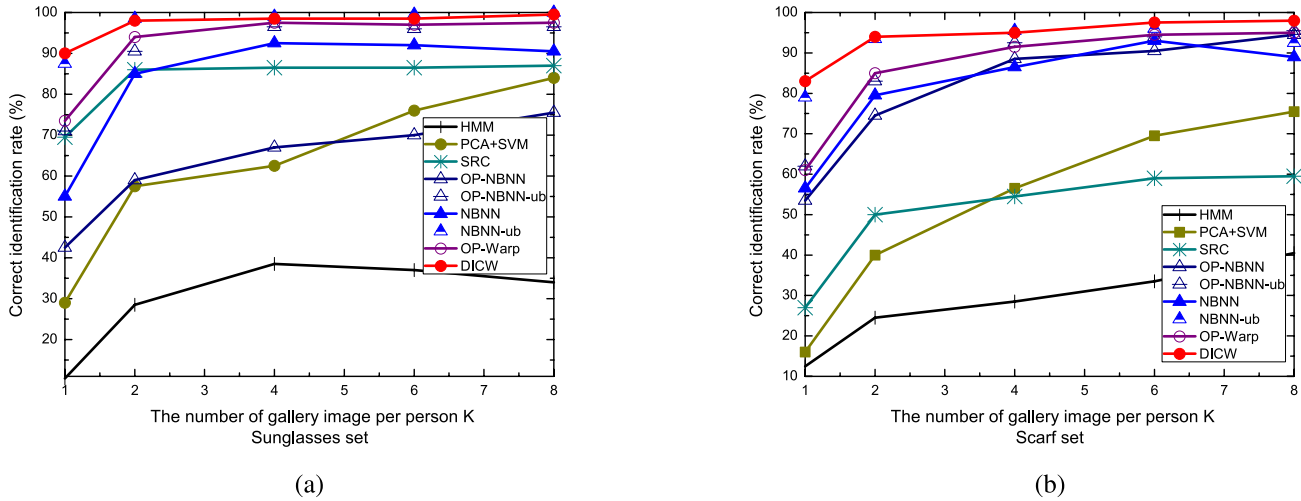 100
90
80
70
60
50
40
30
20
Correct identification rate (%)
1 2 3 4 5 6 7 8
The number of gallery image per person K
Sunglasses set
HMM
PCA+SVM
SRC
OP-NBNN
OP-NBNN-ub
NBNN
NBNN-ub
OP-Warp
DICW
(a)
100
90
80
70
60
50
40
30
20
10
Correct identification rate (%)
1 2 3 4 5 6 7 8
The number of gallery image per person K
Scarf set
HMM
PCA+SVM
SRC
OP-NBNN
OP-NBNN-ub
NBNN
NBNN-ub
OP-Warp
DICW
(b)